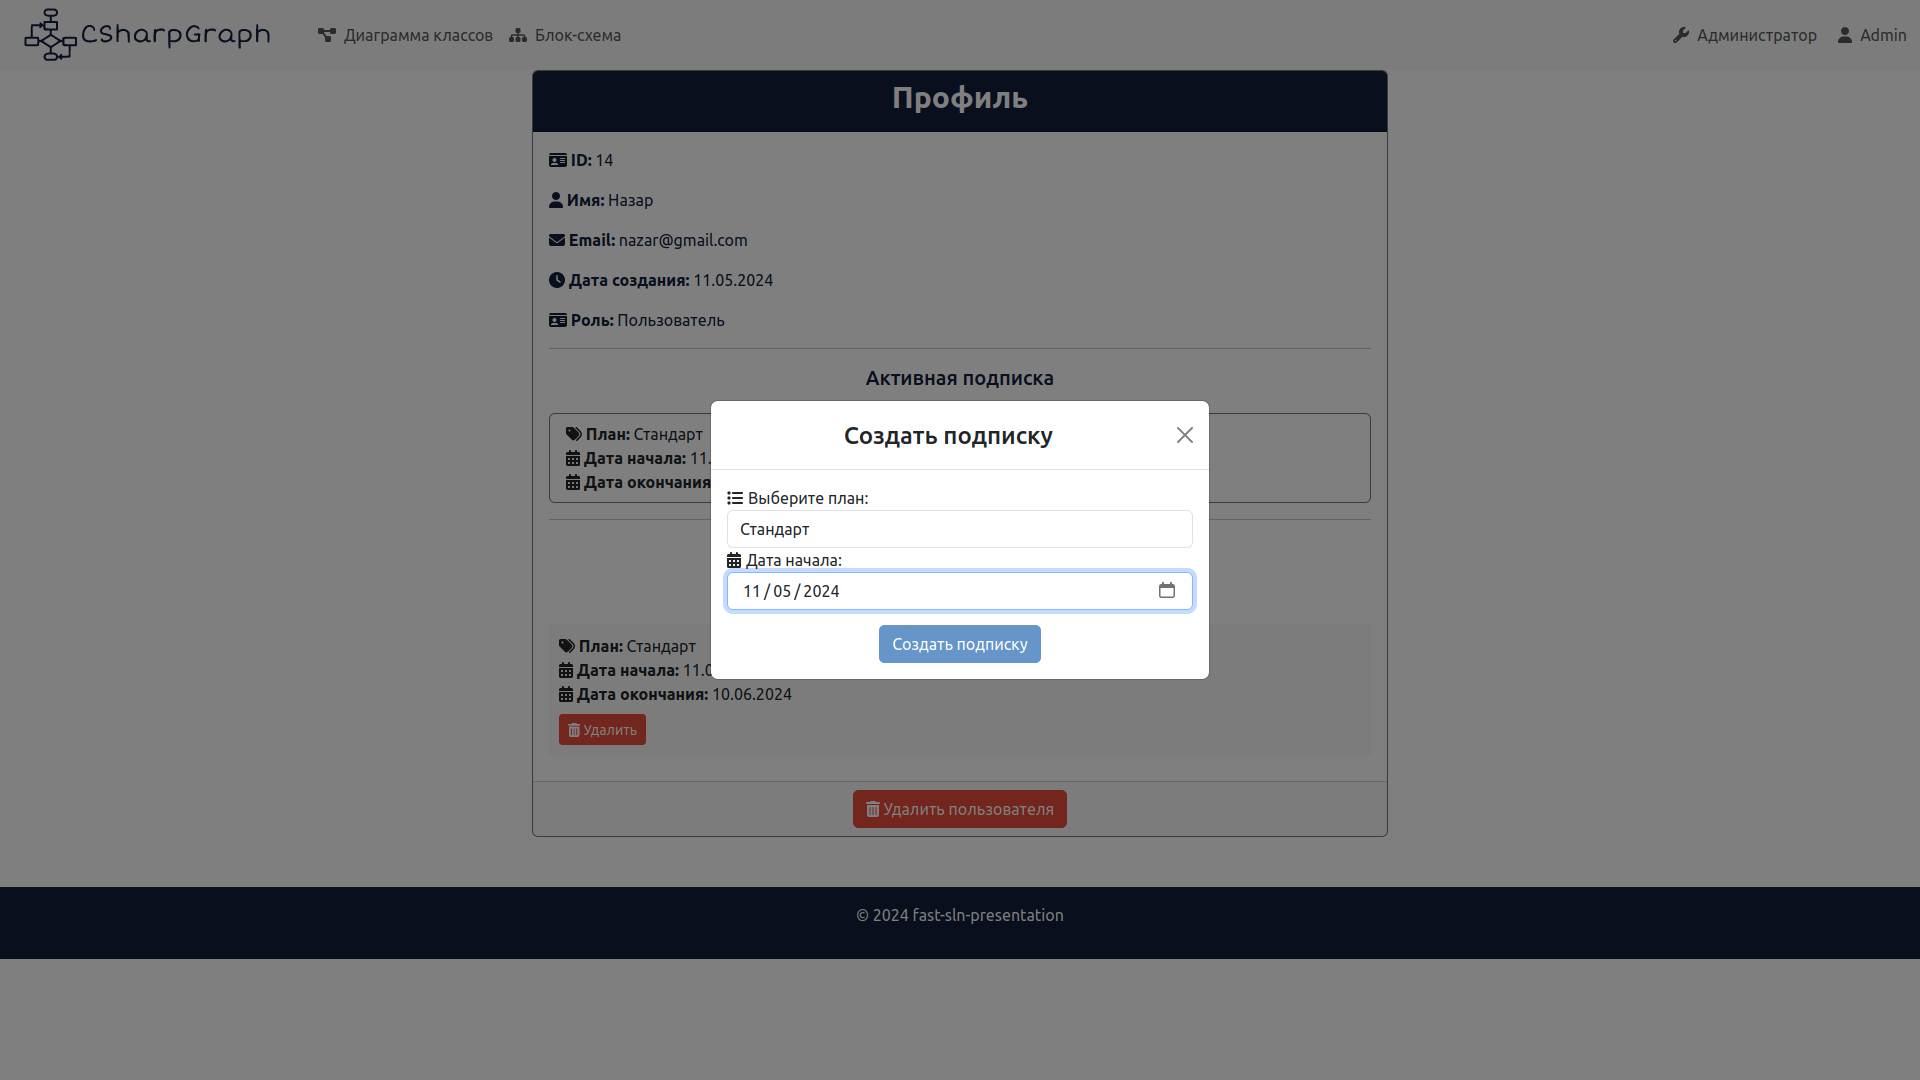 CSharpGraph
Диаграмма классов
Блок-схема
Администратор
Admin
Профиль
ID: 14
Имя: Назар
Email: nazar@gmail.com
Дата создания: 11.05.2024
Роль: Пользователь
Активная подписка
План: Стандарт
Дата начала: 11.
Дата окончания
Создать подписку
Выберите план:
Стандарт
Дата начала:
11/05/2024
Создать подписку
План: Стандарт
Дата начала: 11.0
Дата окончания: 10.06.2024
Удалить
Удалить пользователя
© 2024 fast-sln-presentation